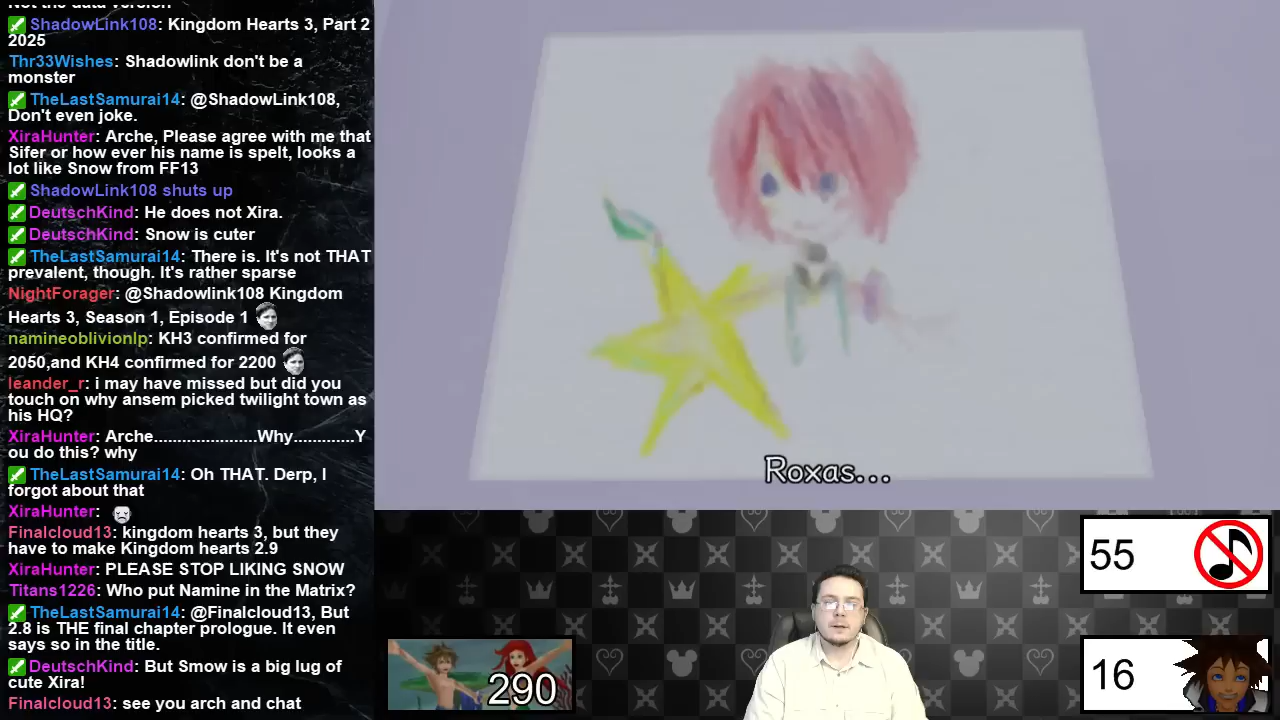 Not the data version
ShadowLink108: Kingdom Hearts 3, Part 2
2025
Thr33Wishes: Shadowlink don't be a
monster
TheLastSamurai14: @ShadowLink108,
Don't even joke.
XiraHunter: Arche, Please agree with me that
Sifer or how ever his name is spelt, looks a
lot like Snow from FF13
ShadowLink108 shuts up
DeutschKind: He does not Xira.
DeutschKind: Snow is cuter
TheLastSamurai14: There is. It's not THAT
prevalent, though. It's rather sparse
NightForager: @Shadowlink108 Kingdom
Hearts 3, Season 1, Episode 1
namineoblivionlp: KH3 confirmed for
2050,and KH4 confirmed for 2200
leander_r: i may have missed but did you
touch on why ansem picked twilight town as
his HQ?
XiraHunter: Arche......................Why.............Y
ou do this? why
TheLastSamurai14: Oh THAT. Derp, I
forgot about that
XiraHunter:
Finalcloud13: kingdom hearts 3, but they
have to make Kingdom hearts 2.9
XiraHunter: PLEASE STOP LIKING SNOW
Titans1226: Who put Namine in the Matrix?
TheLastSamurai14: @Finalcloud13, But
2.8 is THE final chapter prologue. It even
says so in the title.
DeutschKind: But Smow is a big lug of
cute Xira!
Finalcloud13: see you arch and chat
Roxas...
55
290
16